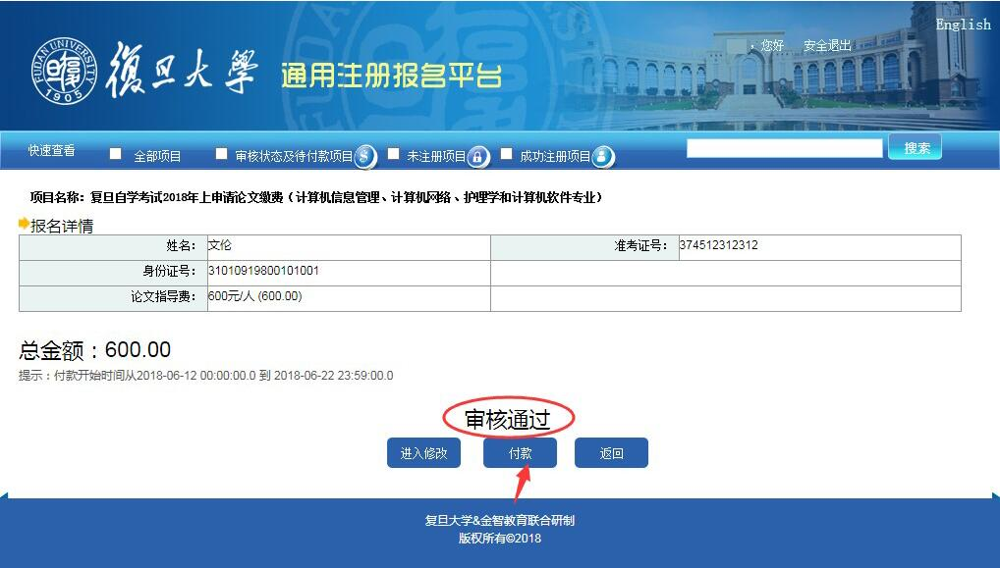 English
，您好 安全退出
FUDAN UNIVERSITY 1905
復旦大學 通用注册报名平台
快速查看 全部项目 审核状态及待付款项目 $ 未注册项目 成功注册项目 搜索
项目名称：复旦自学考试2018年上申请论文缴费（计算机信息管理、计算机网络、护理学和计算机软件专业）
报名详情
姓名： 文伦 准考证号： 374512312312
身份证号： 31010919800101001
论文指导费： 600元/人 (600.00)
总金额：600.00
提示：付款开始时间从2018-06-12 00:00:00.0 到 2018-06-22 23:59:00.0
审核通过
进入修改 付款 返回
复旦大学&金智教育联合研制
版权所有©2018